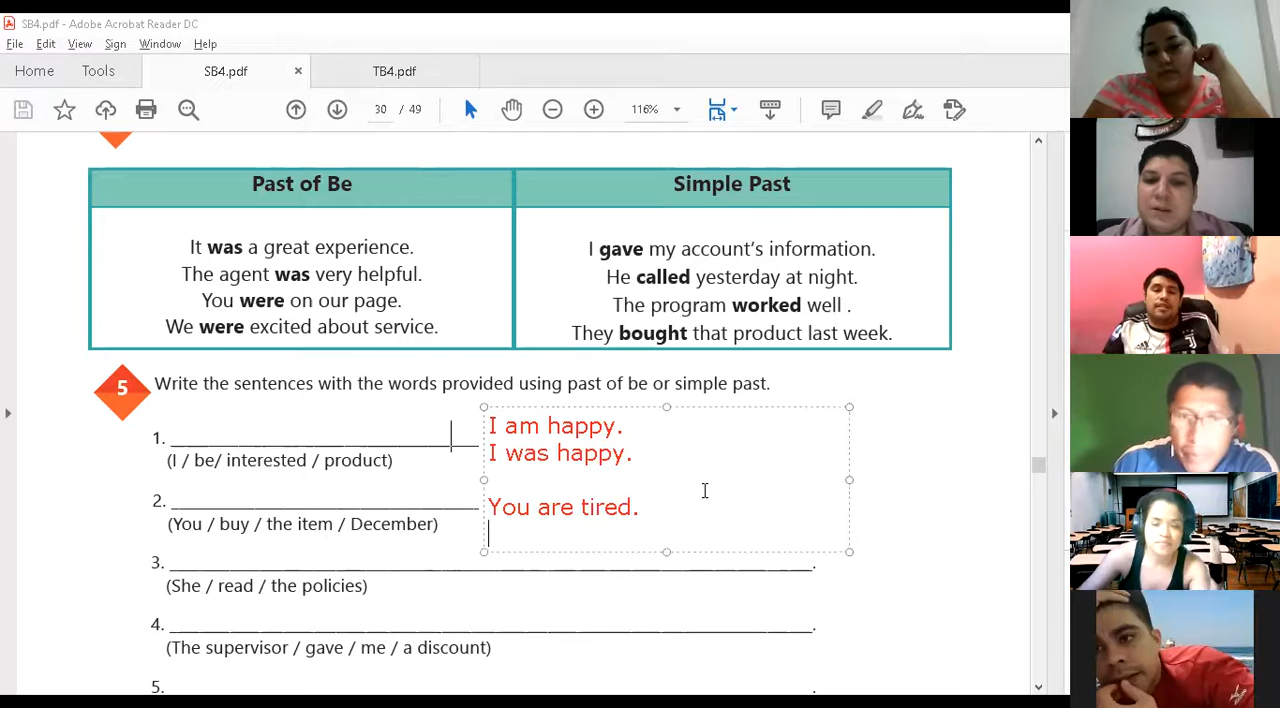 SB4.pdf - Adobe Acrobat Reader DC
File Edit View Sign Window Help
Home Tools SB4.pdf × TB4.pdf
30 / 49 116%
Past of Be Simple Past
It was a great experience.
The agent was very helpful.
You were on our page.
We were excited about service.
I gave my account's information.
He called yesterday at night.
The program worked well .
They bought that product last week.
5 Write the sentences with the words provided using past of be or simple past.
1. ____________________
(I / be/ interested / product)
I am happy.
I was happy.
2. ____________________
(You / buy / the item / December)
You are tired.
3. ____________________.
(She / read / the policies)
4. ____________________.
(The supervisor / gave / me / a discount)
5. ____________________.